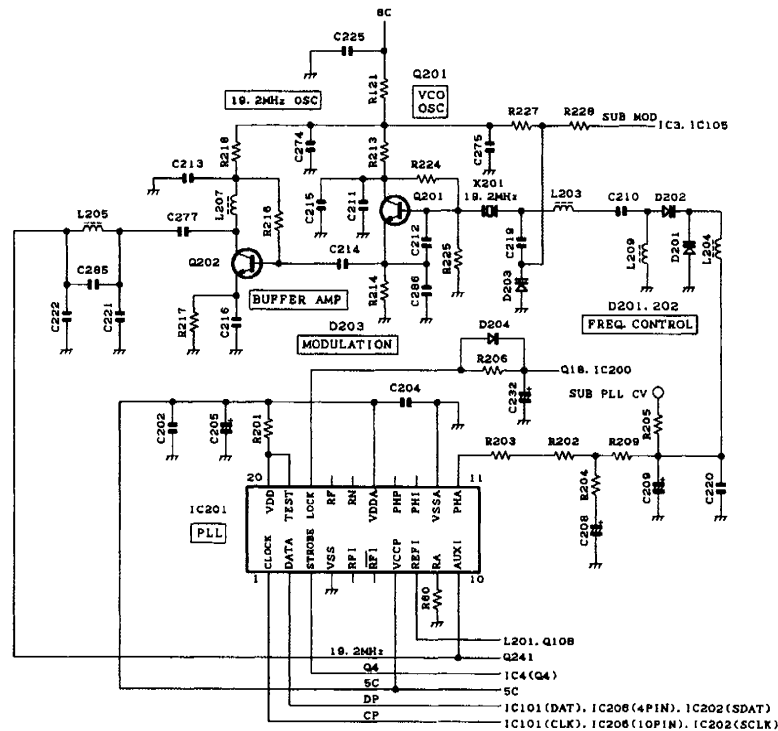 8C
C225
R121
Q201
VCO
OSC
19.2MHz OSC
R227
R228
SUB MOD
IC3. IC105
R218
C274
R213
C275
C213
R224
Q201
X201
19.2MHz
L203
C210
D202
L207
C215
C211
L205
C277
R216
C212
C219
L209
D201
L204
Q202
C214
R225
D203
C285
C222
C221
R217
C216
BUFFER AMP
R214
C286
D203
MODULATION
D201. 202
FREQ. CONTROL
D204
R206
Q18. IC200
C232
SUB PLL CV
C202
C205
R201
C204
R205
R203
R202
R209
R204
C209
C220
C208
20
11
VDD
TEST
LOCK
RF
RN
VDDA
PHP
PHI
VSSA
PHA
IC201
PLL
CLOCK
DATA
STROBE
VSS
RFI
RFI
VCCP
REFI
RA
AUXI
1
10
R60
L201. Q108
19.2MHz
Q241
Q4
IC4(Q4)
5C
5C
DP
IC101(DAT). IC206(4PIN). IC202(SDAT)
CP
IC101(CLK). IC206(10PIN). IC202(SCLK)